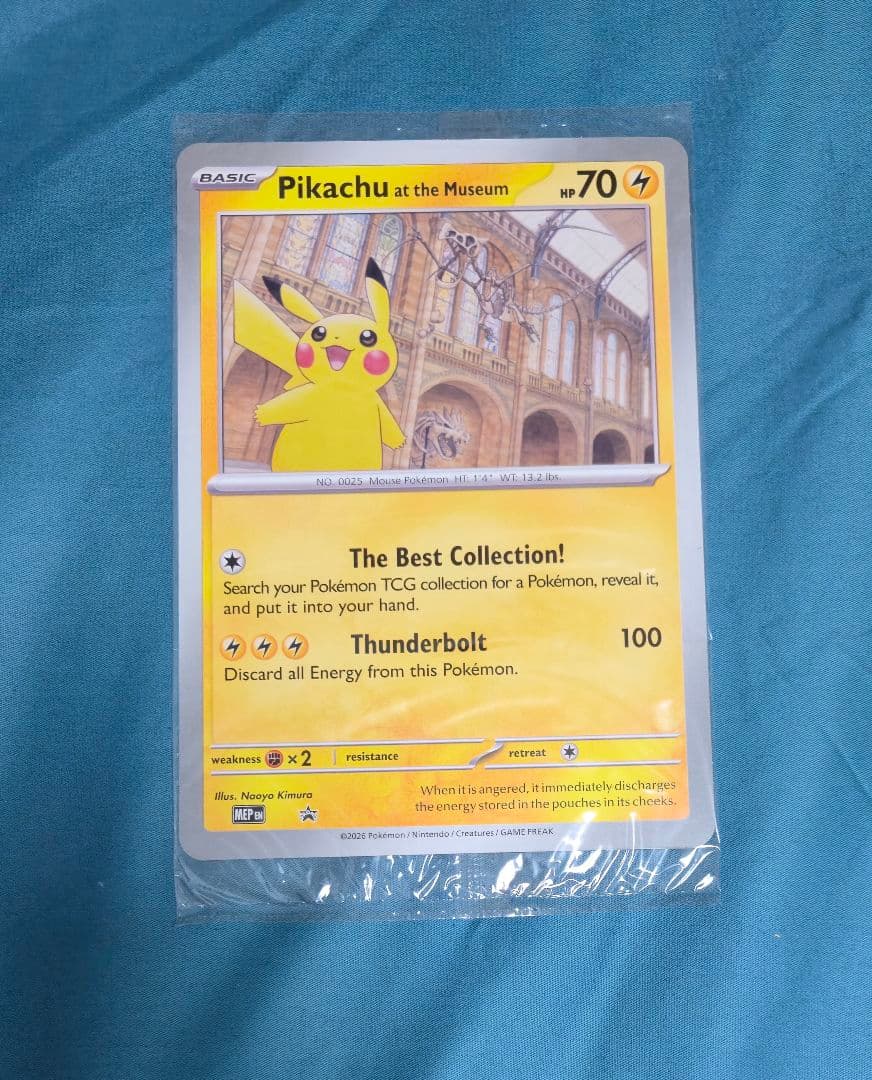 BASIC Pikachu at the Museum HP 70
NO. 0025 Mouse Pokémon HT: 1'4" WT: 13.2 lbs.
The Best Collection!
Search your Pokémon TCG collection for a Pokémon, reveal it,
and put it into your hand.
Thunderbolt 100
Discard all Energy from this Pokémon.
weakness ×2 resistance retreat
Illus. Naoyo Kimura
When it is angered, it immediately discharges
the energy stored in the pouches in its cheeks.
MEP EN
©2026 Pokémon / Nintendo / Creatures / GAME FREAK